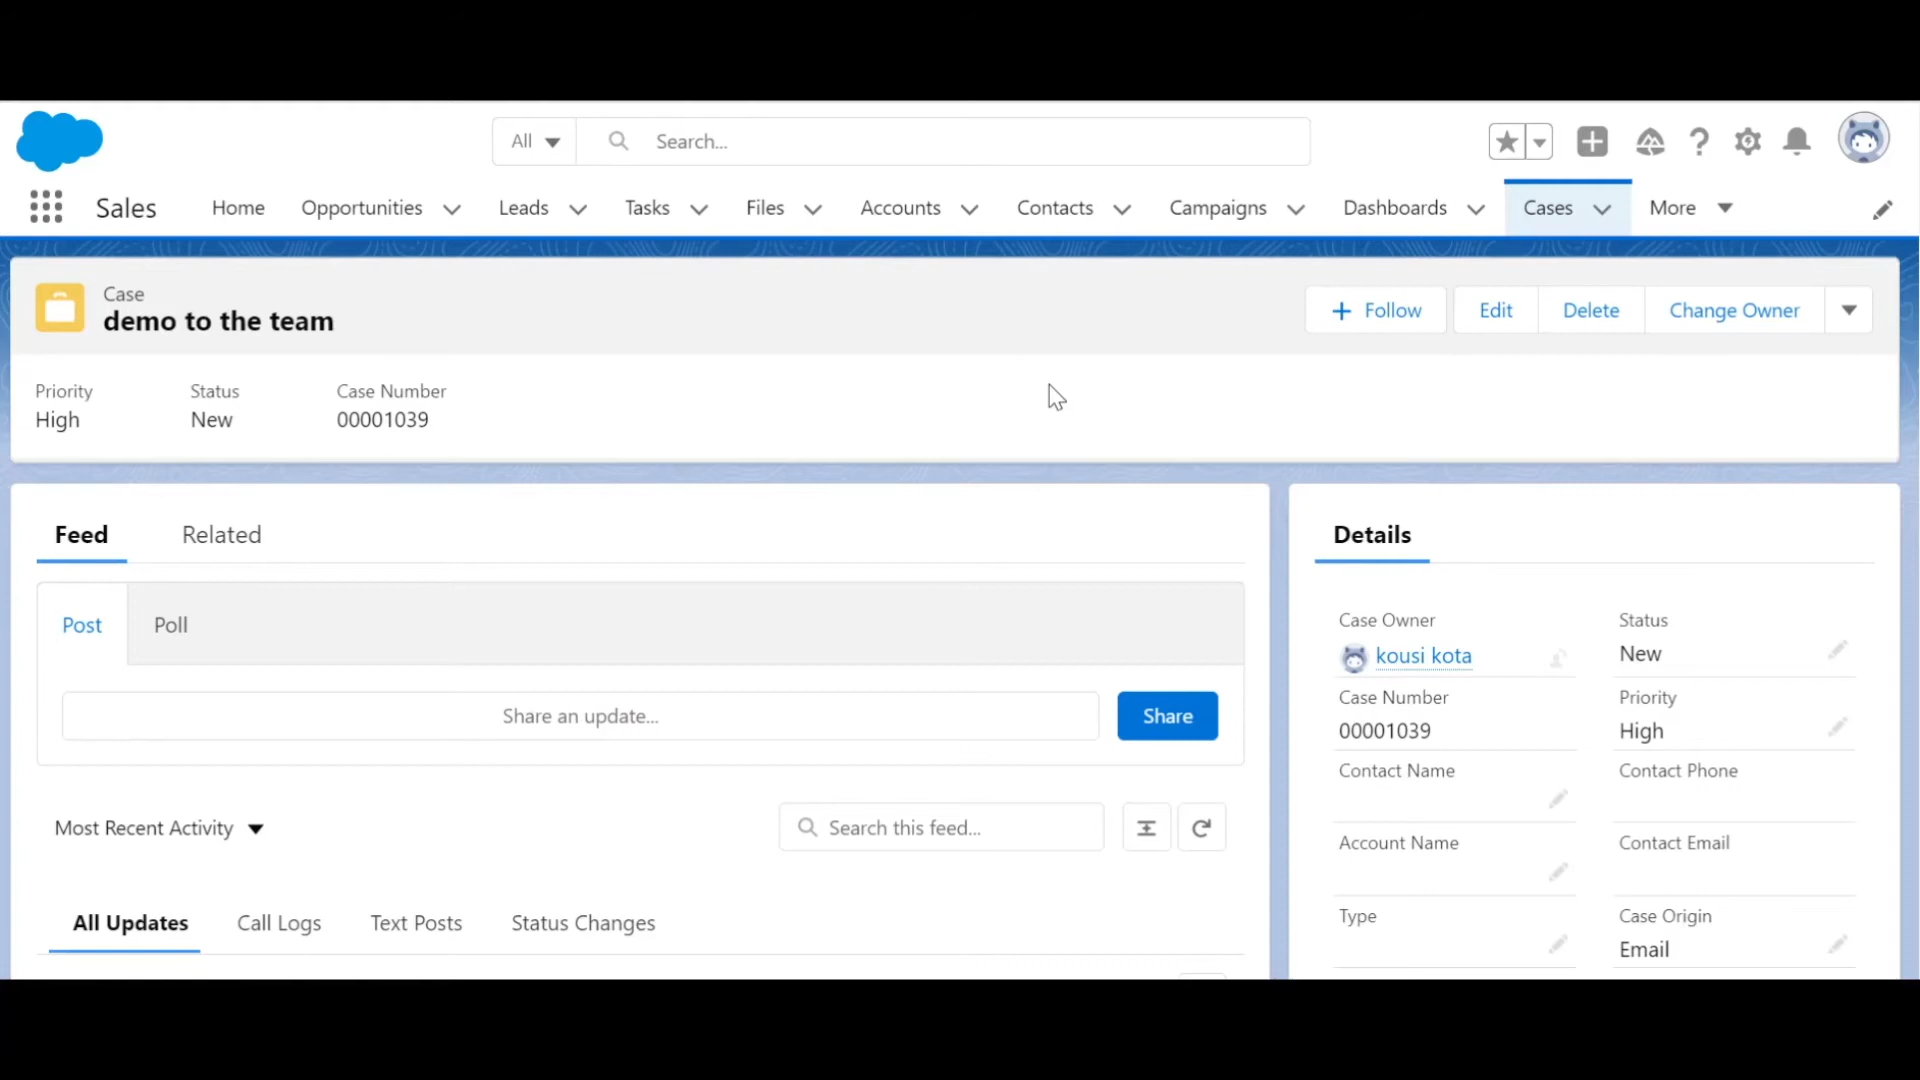 All
Search...
Sales
Home
Opportunities
Leads
Tasks
Files
Accounts
Contacts
Campaigns
Dashboards
Cases
More
Case
demo to the team
Follow
Edit
Delete
Change Owner
Priority
High
Status
New
Case Number
00001039
Feed
Related
Post
Poll
Share an update...
Share
Most Recent Activity
Search this feed...
All Updates
Call Logs
Text Posts
Status Changes
Details
Case Owner
kousi kota
Status
New
Case Number
00001039
Priority
High
Contact Name
Contact Phone
Account Name
Contact Email
Type
Case Origin
Email